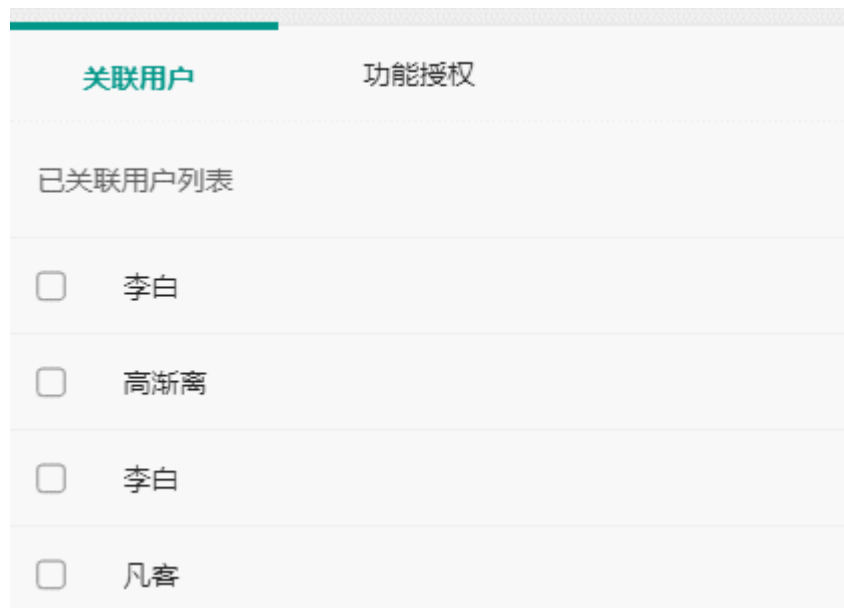 关联用户 功能授权
已关联用户列表
李白
高渐离
李白
凡客